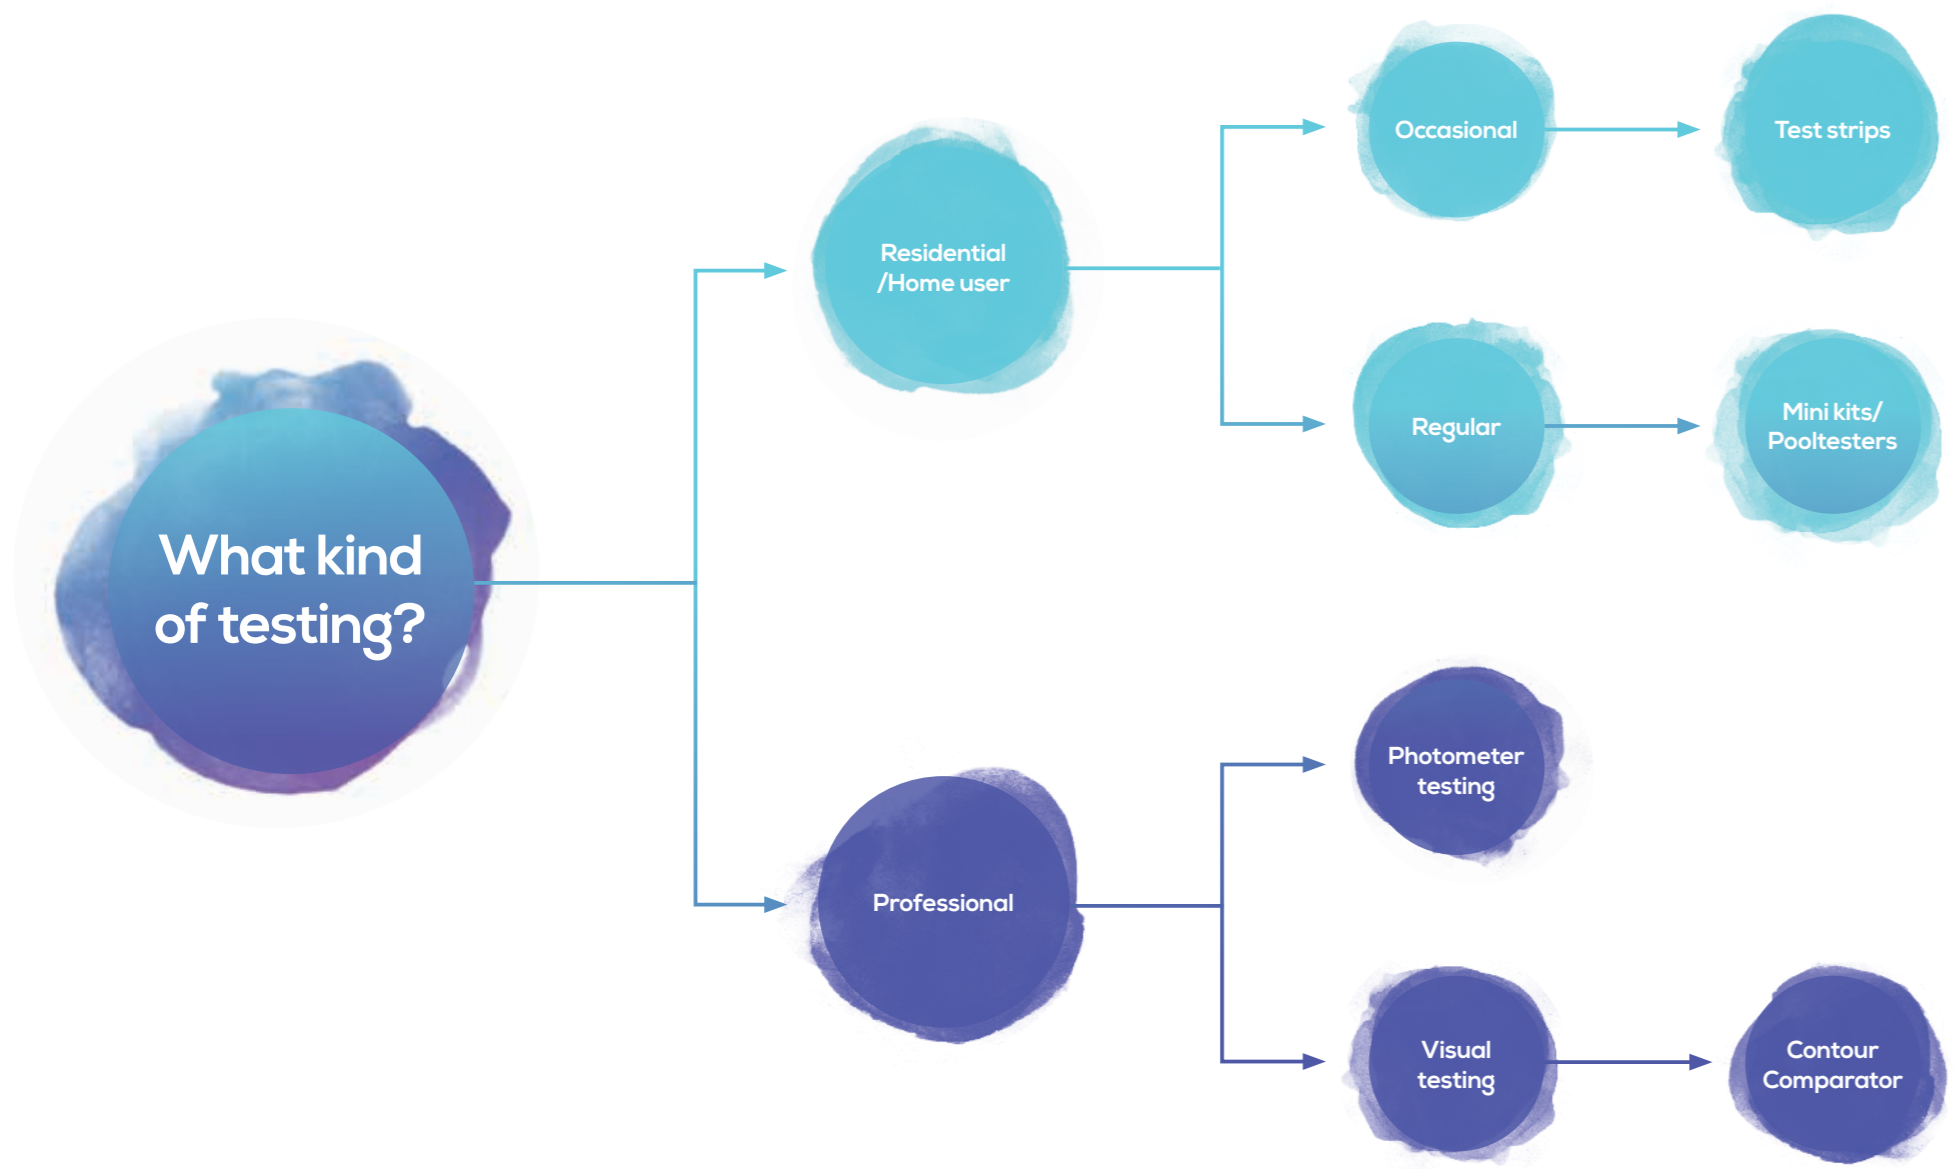 What kind
of testing?
Residential
/Home user
Occasional
Test strips
Regular
Mini kits/
Pooltesters
Professional
Photometer
testing
Visual
testing
Contour
Comparator